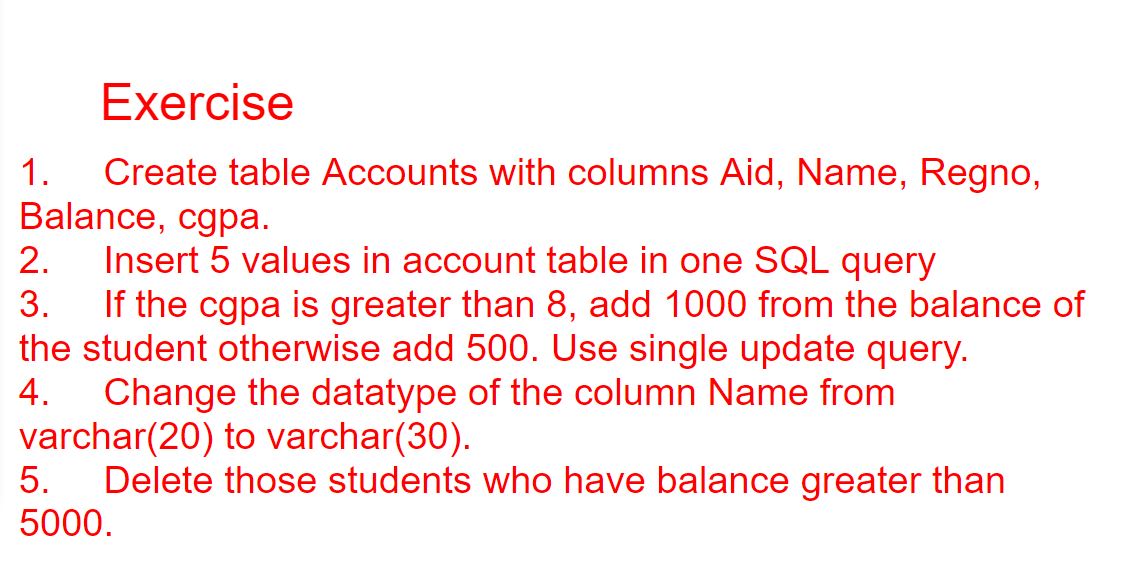 Exercise
1. Create table Accounts with columns Aid, Name, Regno,
Balance, cgpa.
2. Insert 5 values in account table in one SQL query
3. If the cgpa is greater than 8, add 1000 from the balance of
the student otherwise add 500. Use single update query.
4. Change the datatype of the column Name from
varchar(20) to varchar(30).
5. Delete those students who have balance greater than
5000.